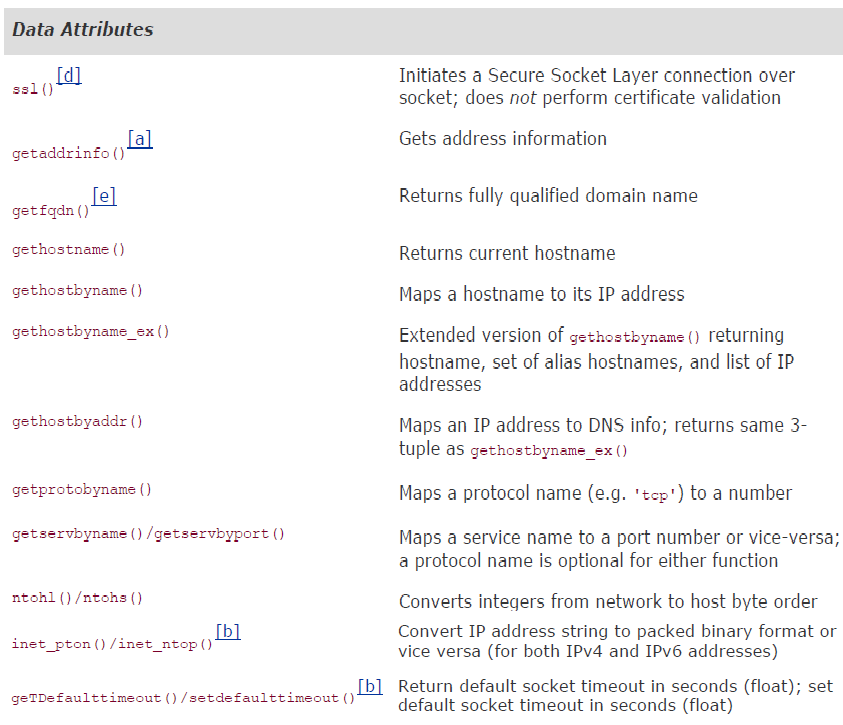 Data Attributes
ssl()[d] Initiates a Secure Socket Layer connection over
socket; does not perform certificate validation
getaddrinfo()[a] Gets address information
getfqdn()[e] Returns fully qualified domain name
gethostname() Returns current hostname
gethostbyname() Maps a hostname to its IP address
gethostbyname_ex() Extended version of gethostbyname() returning
hostname, set of alias hostnames, and list of IP
addresses
gethostbyaddr() Maps an IP address to DNS info; returns same 3-
tuple as gethostbyname_ex()
getprotobyname() Maps a protocol name (e.g. 'tcp') to a number
getservbyname()/getservbyport() Maps a service name to a port number or vice-versa;
a protocol name is optional for either function
ntohl()/ntohs() Converts integers from network to host byte order
inet_pton()/inet_ntop()[b] Convert IP address string to packed binary format or
vice versa (for both IPv4 and IPv6 addresses)
geTDefaulttimeout()/setdefaulttimeout()[b] Return default socket timeout in seconds (float); set
default socket timeout in seconds (float)